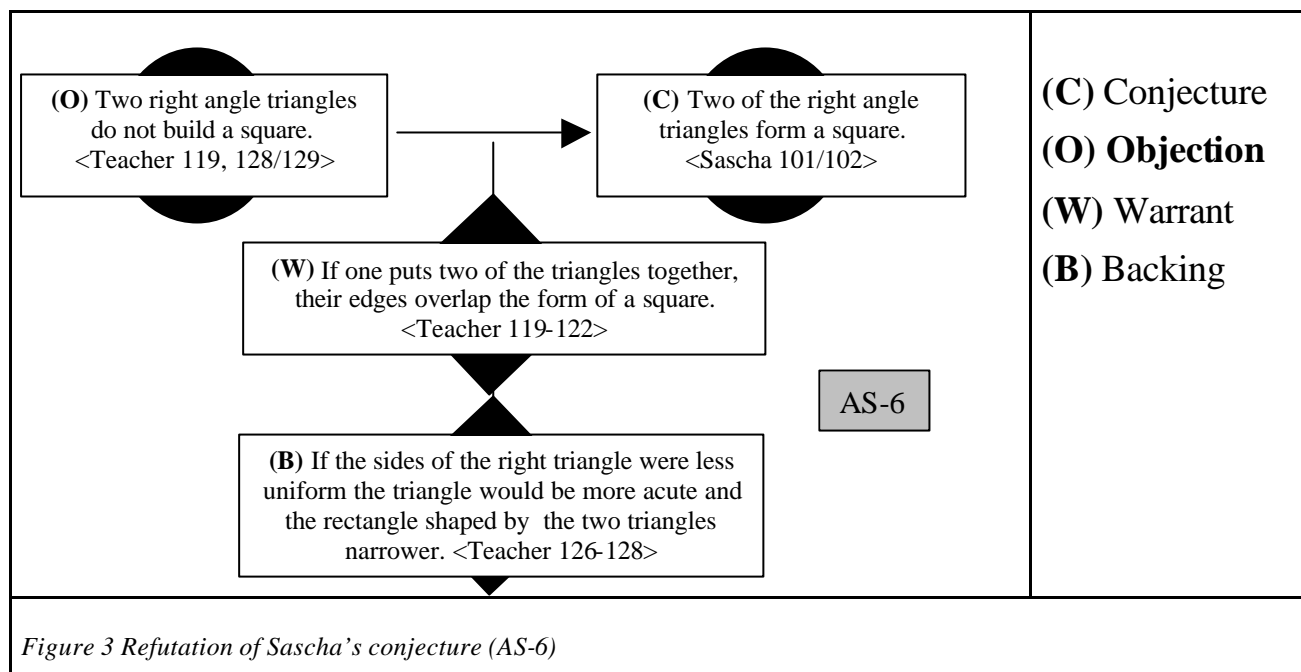 (O) Two right angle triangles
do not build a square.
<Teacher 119, 128/129>
(C) Two of the right angle
triangles form a square.
<Sascha 101/102>
(W) If one puts two of the triangles together,
their edges overlap the form of a square.
<Teacher 119-122>
AS-6
(B) If the sides of the right triangle were less
uniform the triangle would be more acute and
the rectangle shaped by the two triangles
narrower. <Teacher 126-128>
(C) Conjecture
(O) Objection
(W) Warrant
(B) Backing
Figure 3 Refutation of Sascha's conjecture (AS-6)